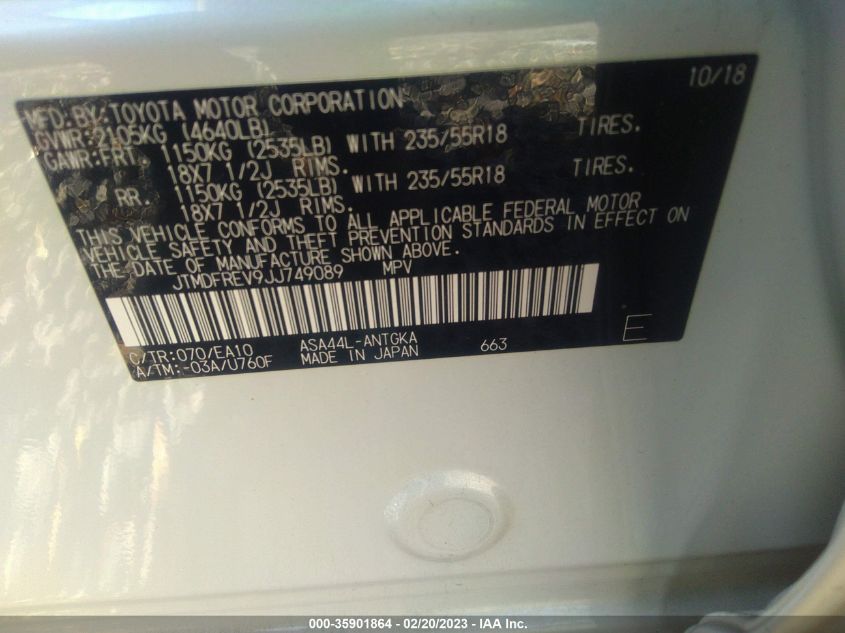 10/18
MFD.BY:TOYOTA MOTOR CORPORATION
GVWR:2105KG (4640LB)
GAWR:FRT. 1150KG (2535LB) WITH 235/55R18 TIRES.
18X7 1/2J RIMS.
RR. 1150KG (2535LB) WITH 235/55R18 TIRES.
18X7 1/2J RIMS.
THIS VEHICLE CONFORMS TO ALL APPLICABLE FEDERAL MOTOR
VEHICLE SAFETY AND THEFT PREVENTION STANDARDS IN EFFECT ON
THE DATE OF MANUFACTURE SHOWN ABOVE.
JTMDFREV9JJ749089 MPV
C/TR:070/EA10 ASA44L-ANTGKA 663 E
A/TM:-03A/U760F MADE IN JAPAN
000-35901864 - 02/20/2023 - IAA Inc.